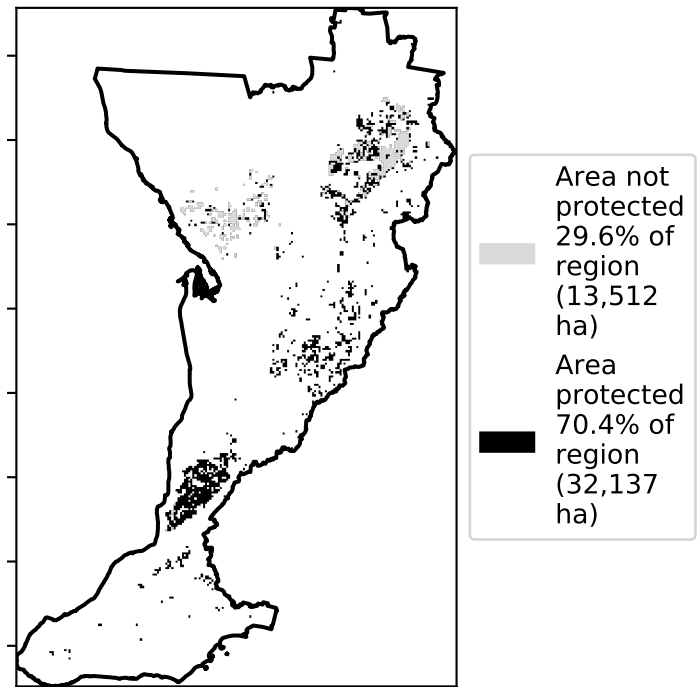 Area not
protected
29.6% of
region
(13,512
ha)
Area
protected
70.4% of
region
(32,137
ha)